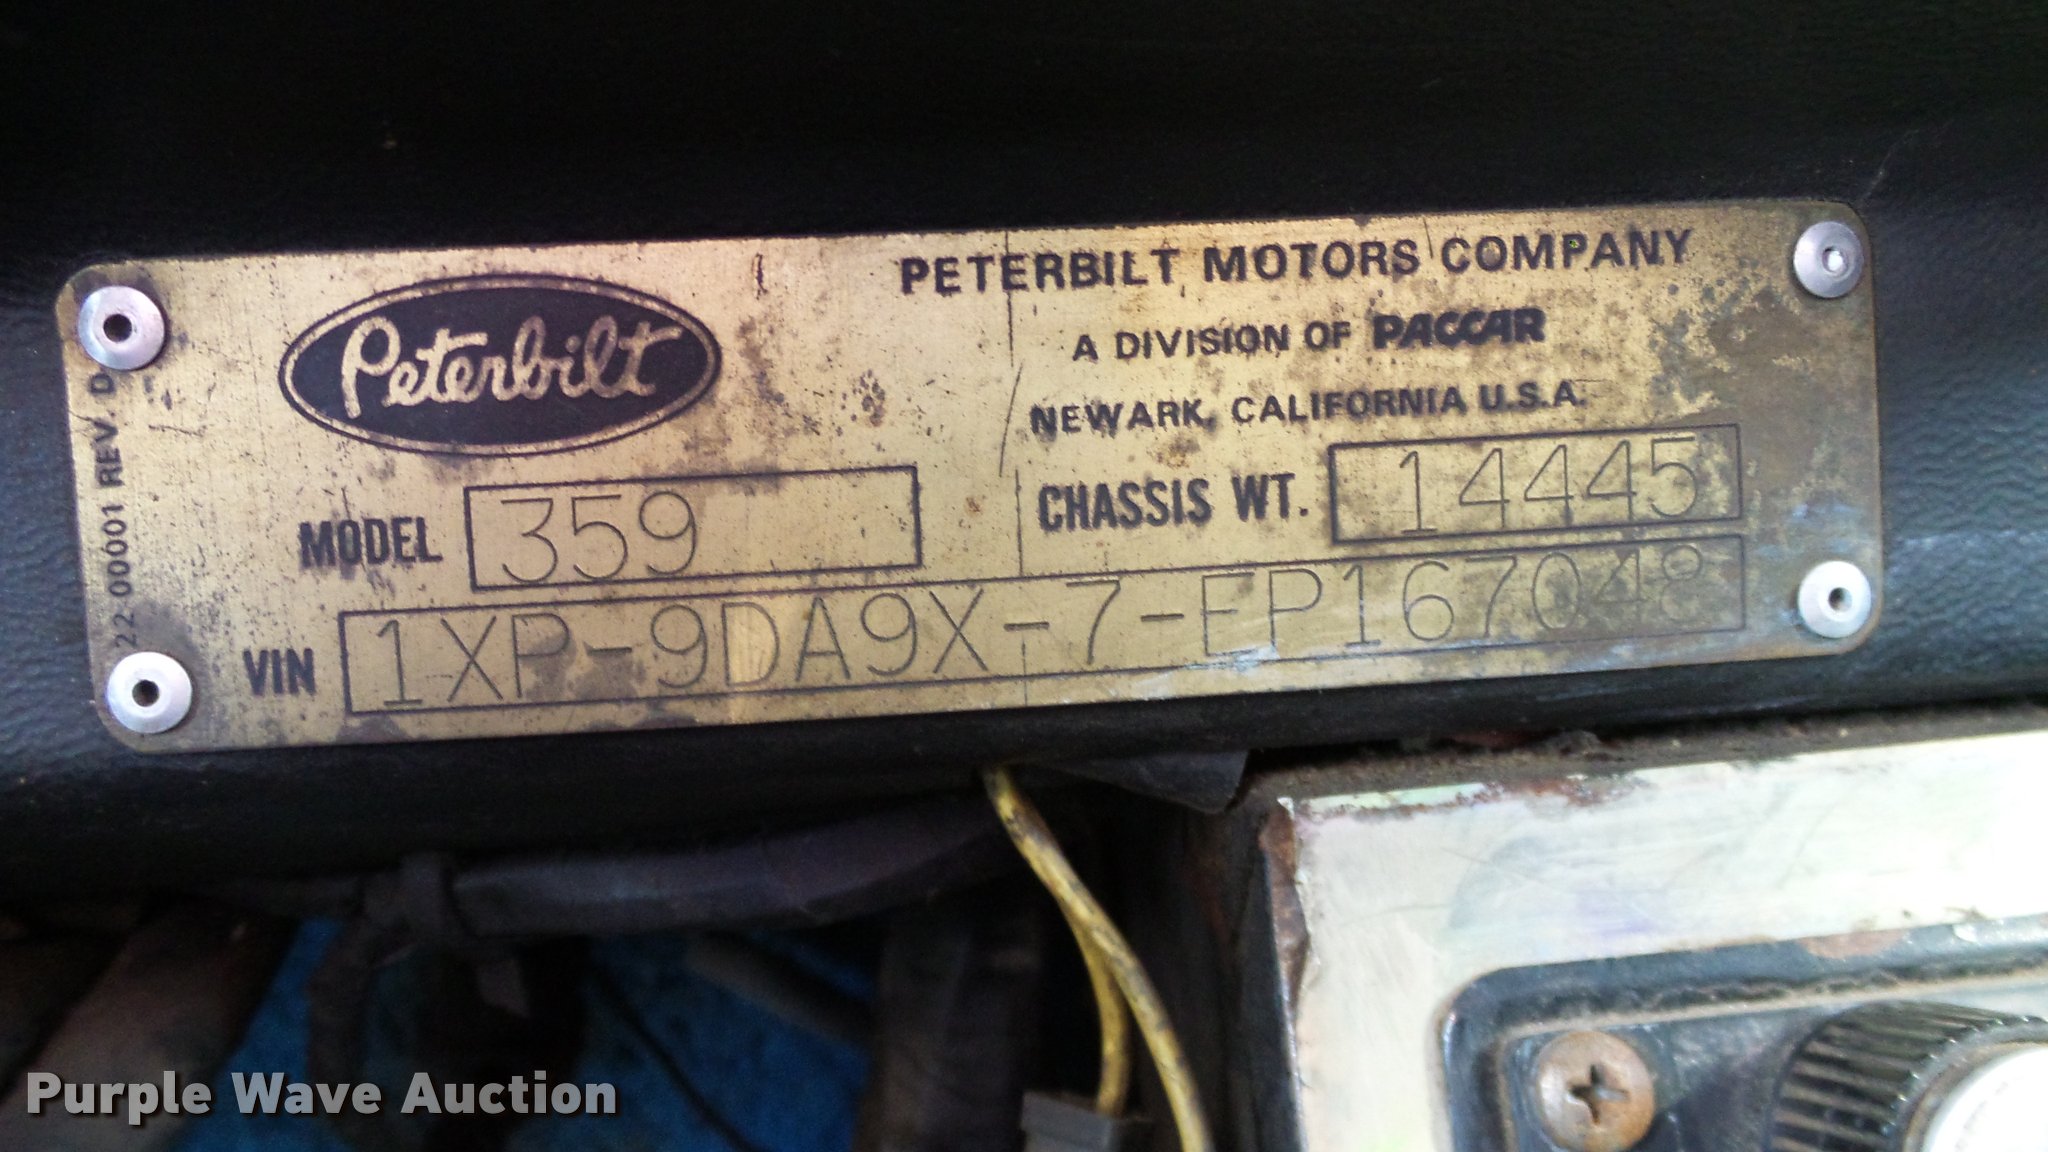 PETERBILT MOTORS COMPANY
Peterbilt
A DIVISION OF PACCAR
NEWARK, CALIFORNIA U.S.A.
MODEL 359
CHASSIS WT. 14445
VIN 1XP-9DA9X-7-EP167048
22 00001 REV. D
Purple Wave Auction